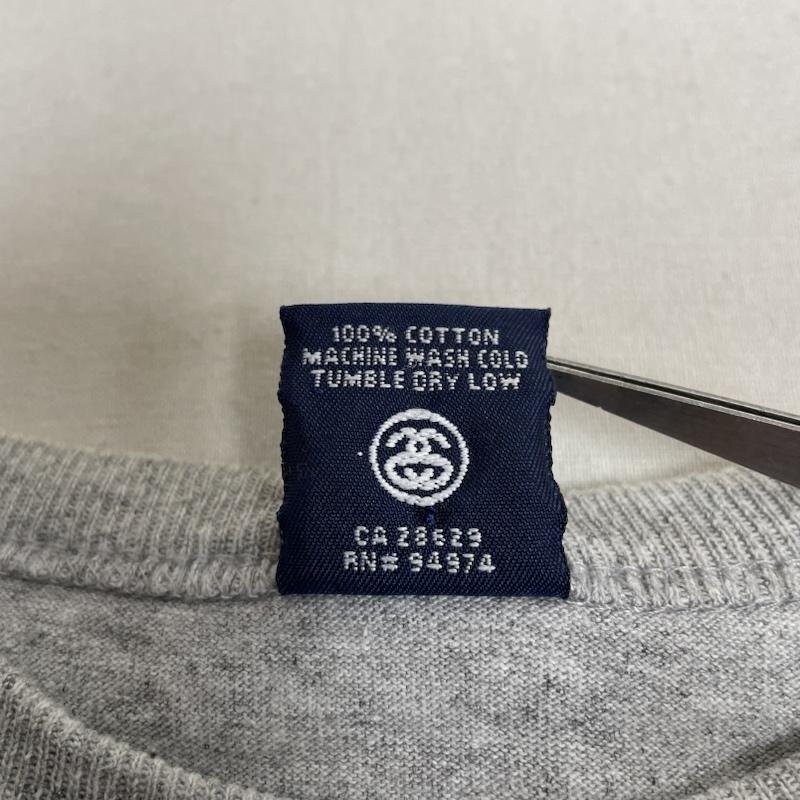 100% COTTON
MACHINE WASH COLD
TUMBLE DRY LOW
CA 28629
RN# 94974